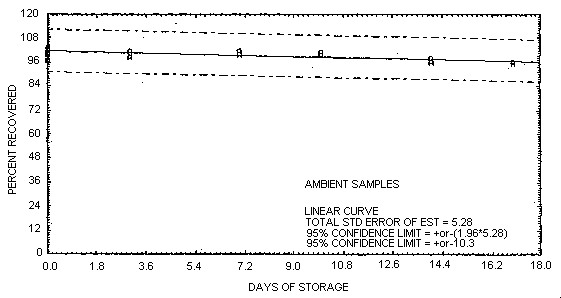 120
108
96
84
72
60
48
36
24
12
0
PERCENT RECOVERED
AMBIENT SAMPLES
LINEAR CURVE
TOTAL STD ERROR OF EST = 5.28
95% CONFIDENCE LIMIT = +or-(1.96*5.28)
95% CONFIDENCE LIMIT = +or-10.3
0.0 1.8 3.6 5.4 7.2 9.0 10.8 12.6 14.4 16.2 18.0
DAYS OF STORAGE